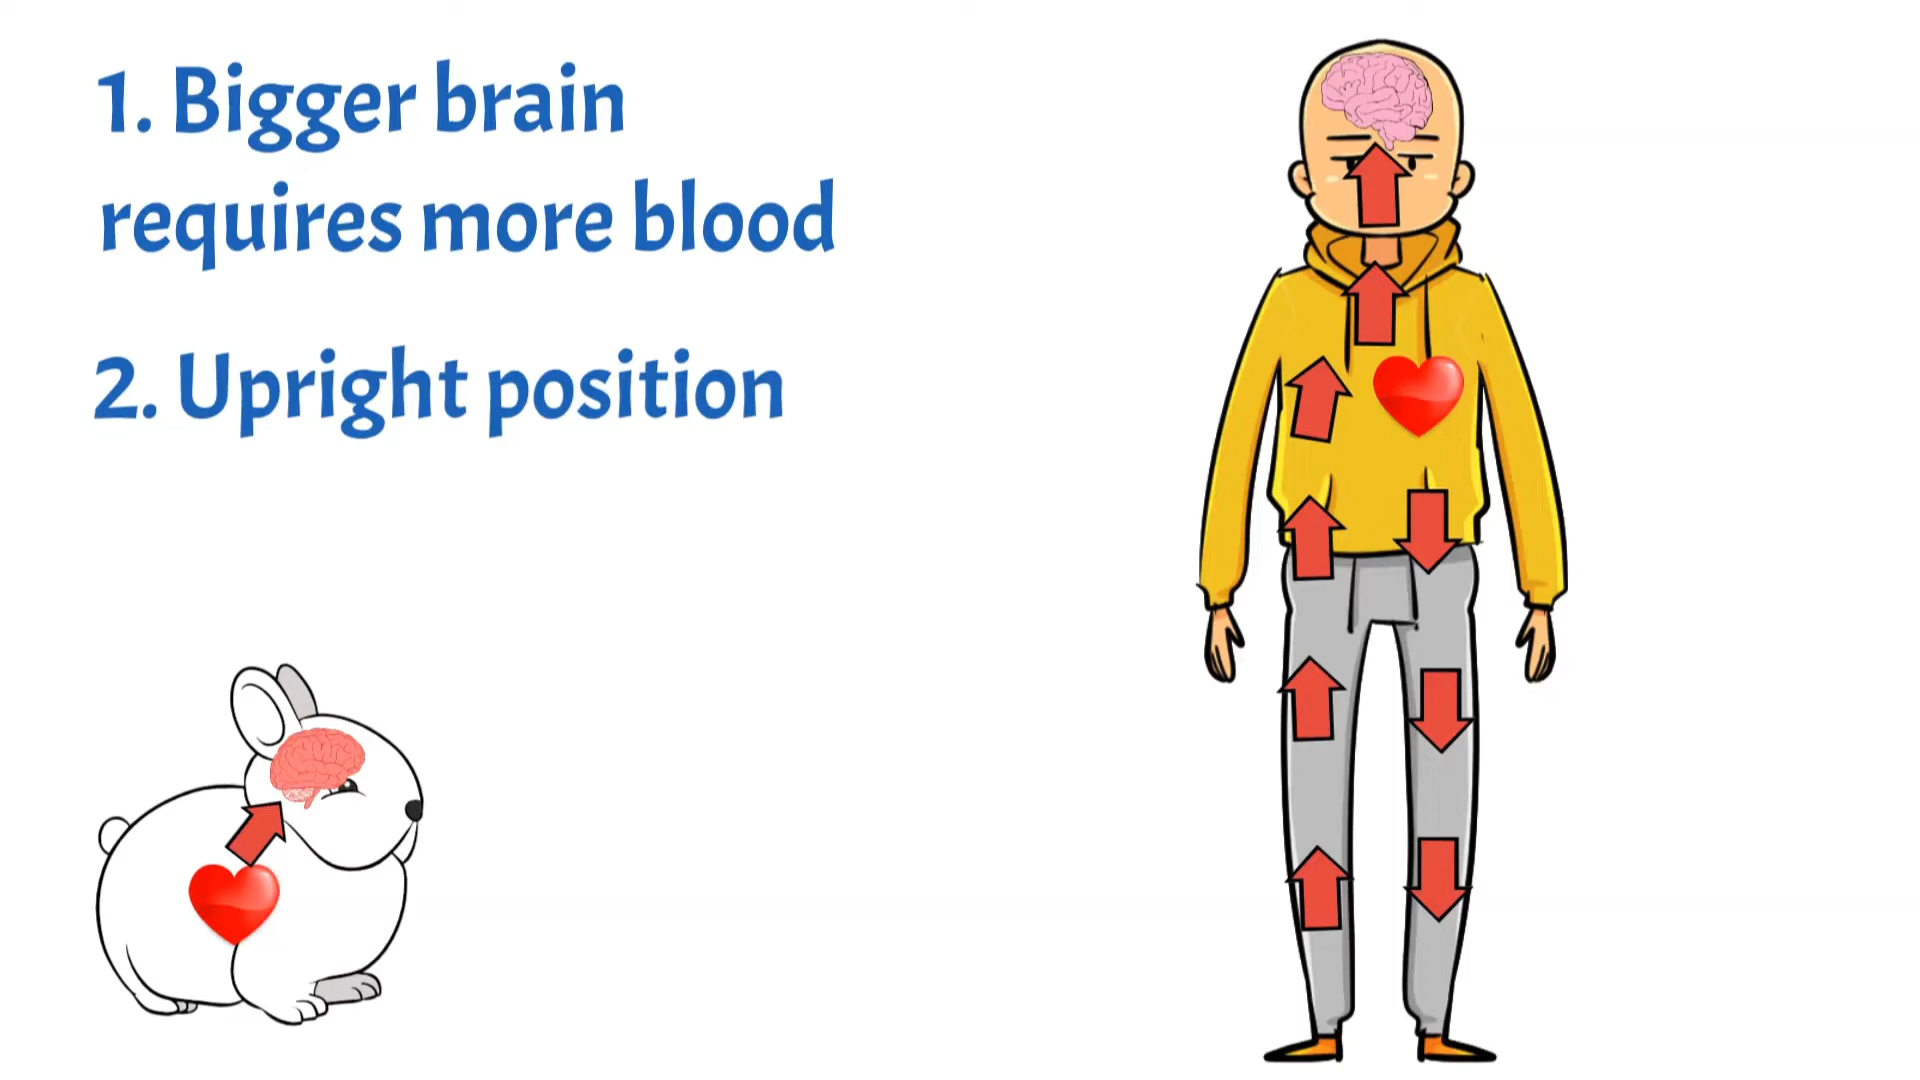 1. Bigger brain
requires more blood
2. Upright position